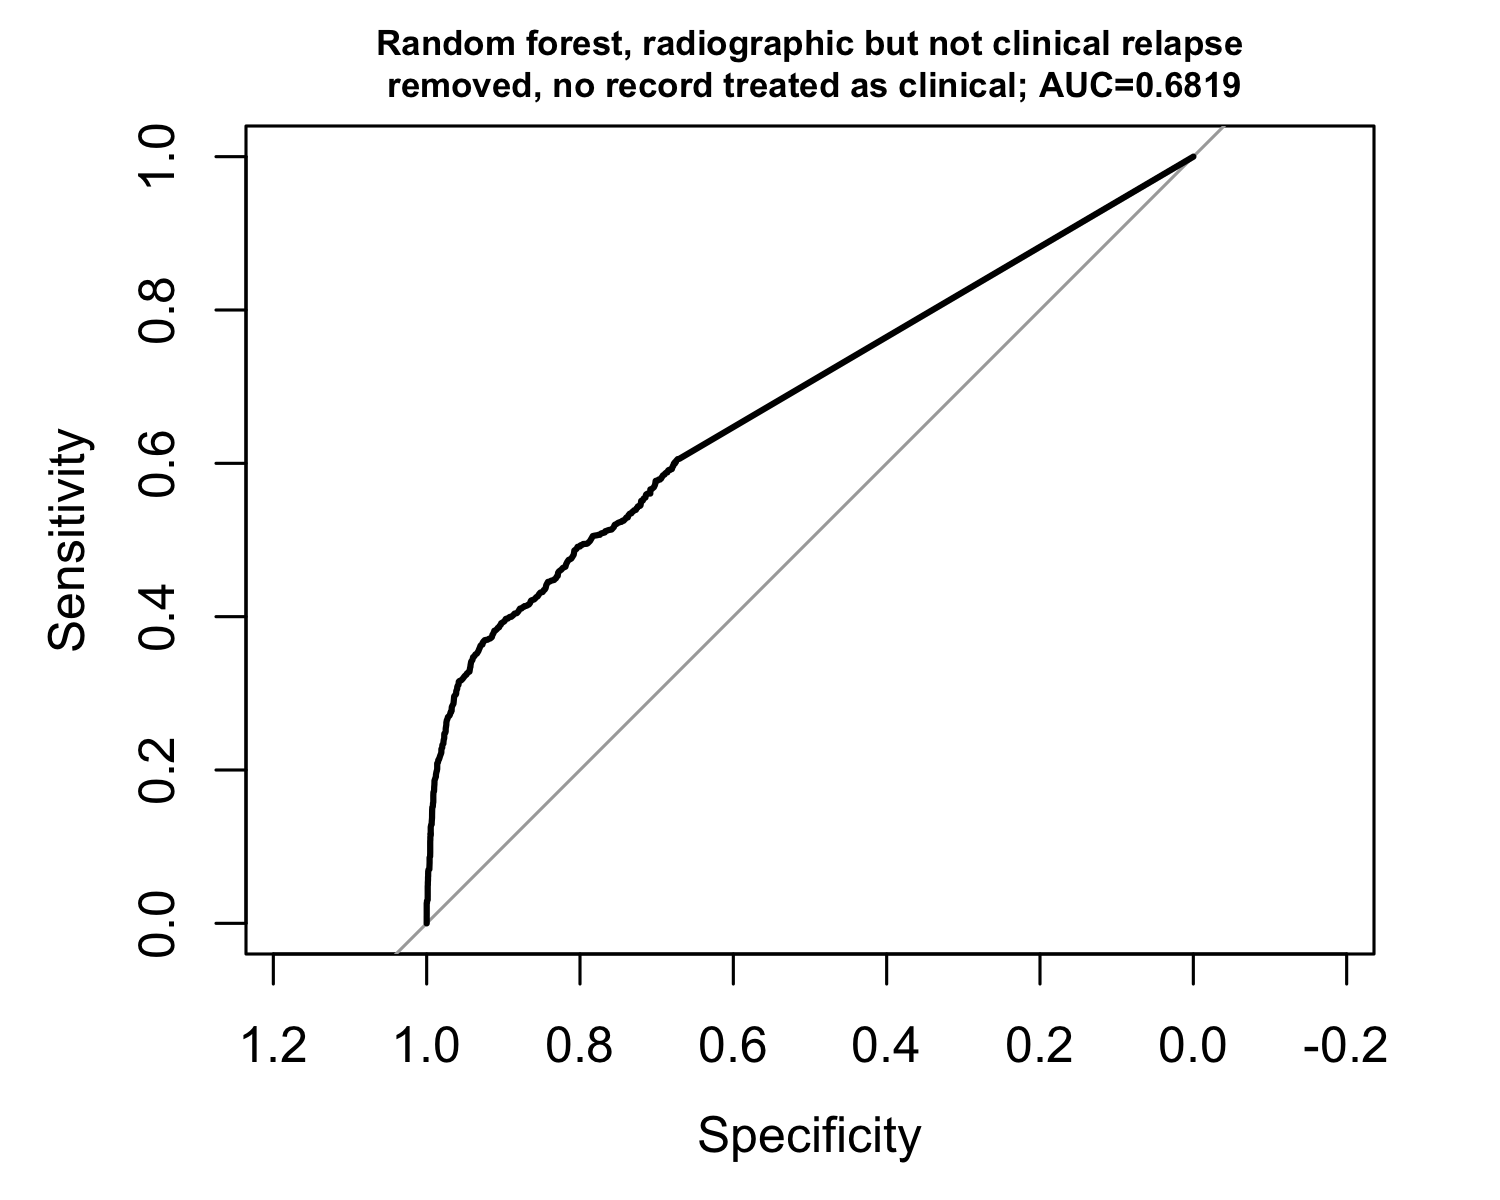 Random forest, radiographic but not clinical relapse
removed, no record treated as clinical; AUC=0.6819
1.0
0.8
0.6
0.4
0.2
0.0
Sensitivity
1.2 1.0 0.8 0.6 0.4 0.2 0.0 -0.2
Specificity